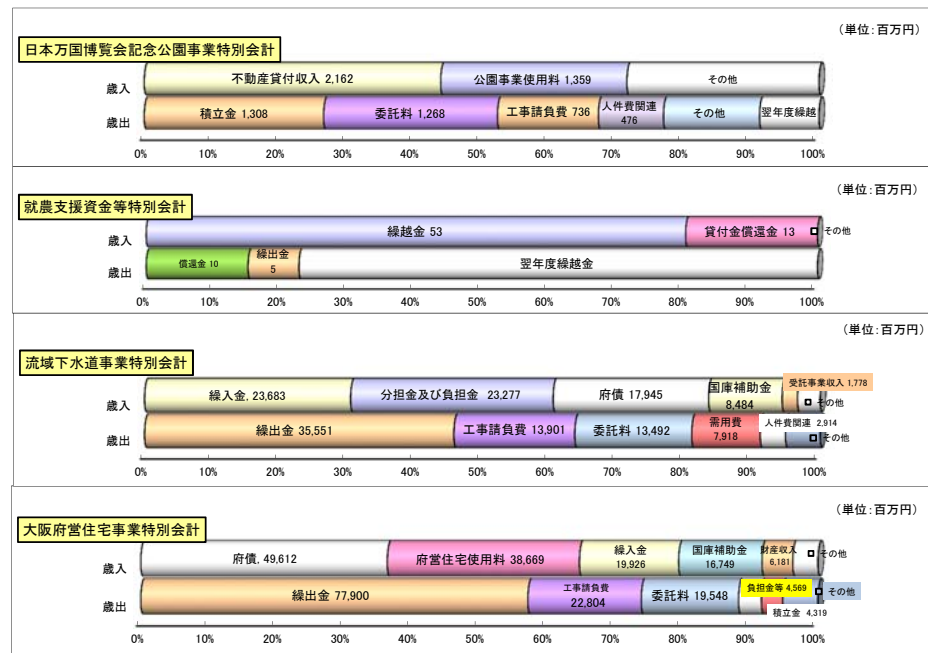 (単位:百万円)
日本万国博覧会記念公園事業特別会計
歳入 不動産貸付収入 2,162 公園事業使用料 1,359 その他
歳出 積立金 1,308 委託料 1,268 工事請負費 736 人件費関連 476 その他 翌年度繰越
0% 10% 20% 30% 40% 50% 60% 70% 80% 90% 100%
(単位:百万円)
就農支援資金等特別会計
歳入 繰越金 53 貸付金償還金 13 その他
歳出 償還金 10 繰出金 5 翌年度繰越金
0% 10% 20% 30% 40% 50% 60% 70% 80% 90% 100%
(単位:百万円)
流域下水道事業特別会計
歳入 繰入金, 23,683 分担金及び負担金 23,277 府債 17,945 国庫補助金 8,484 受託事業収入 1,778 その他
歳出 繰出金 35,551 工事請負費 13,901 委託料 13,492 需用費 7,918 人件費関連 2,914 その他
0% 10% 20% 30% 40% 50% 60% 70% 80% 90% 100%
(単位:百万円)
大阪府営住宅事業特別会計
歳入 府債, 49,612 府営住宅使用料 38,669 繰入金 19,926 国庫補助金 16,749 財産収入 6,181 その他
歳出 繰出金 77,900 工事請負費 22,804 委託料 19,548 負担金等 4,569 積立金 4,319 その他
0% 10% 20% 30% 40% 50% 60% 70% 80% 90% 100%